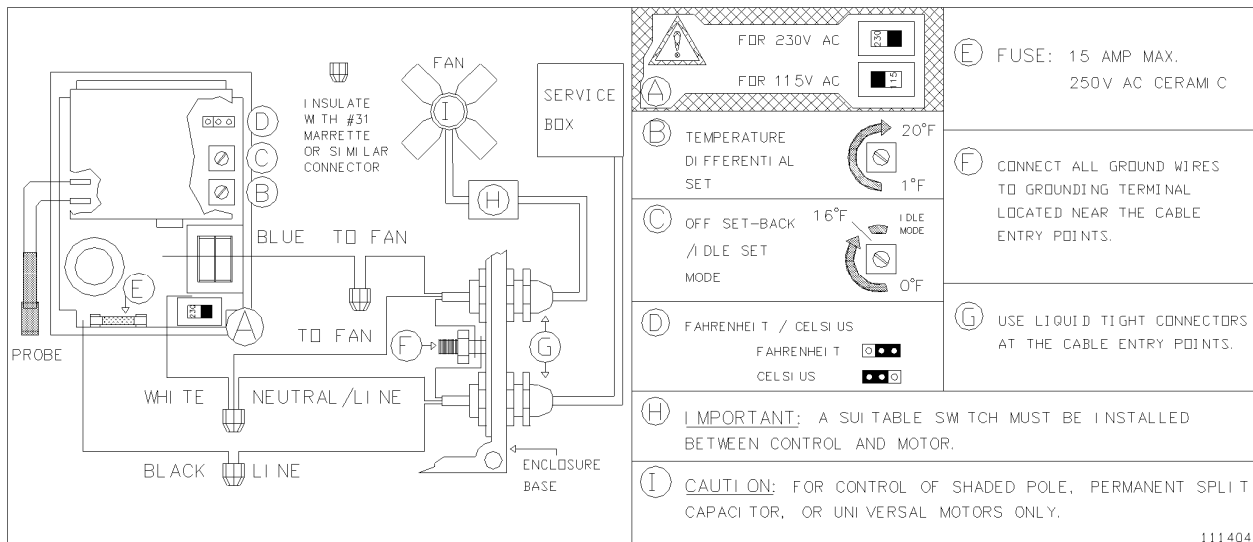 FAN
SERVICE
BOX
INSULATE
WITH #31
MARRETTE
OR SIMILAR
CONNECTOR
D
C
B
I
H
BLUE TO FAN
E
230
A
TO FAN
F
G
PROBE
WHITE NEUTRAL/LINE
BLACK LINE
ENCLOSURE
BASE
A
FOR 230V AC
230
FOR 115V AC
115
B
TEMPERATURE
DIFFERENTIAL
SET
20°F
1°F
C
OFF SET-BACK
/IDLE SET
MODE
16°F
IDLE
MODE
0°F
D
FAHRENHEIT / CELSIUS
FAHRENHEIT
CELSIUS
E
FUSE: 15 AMP MAX.
250V AC CERAMIC
F
CONNECT ALL GROUND WIRES
TO GROUNDING TERMINAL
LOCATED NEAR THE CABLE
ENTRY POINTS.
G
USE LIQUID TIGHT CONNECTORS
AT THE CABLE ENTRY POINTS.
H
IMPORTANT: A SUITABLE SWITCH MUST BE INSTALLED
BETWEEN CONTROL AND MOTOR.
I
CAUTION: FOR CONTROL OF SHADED POLE, PERMANENT SPLIT
CAPACITOR, OR UNIVERSAL MOTORS ONLY.
111404